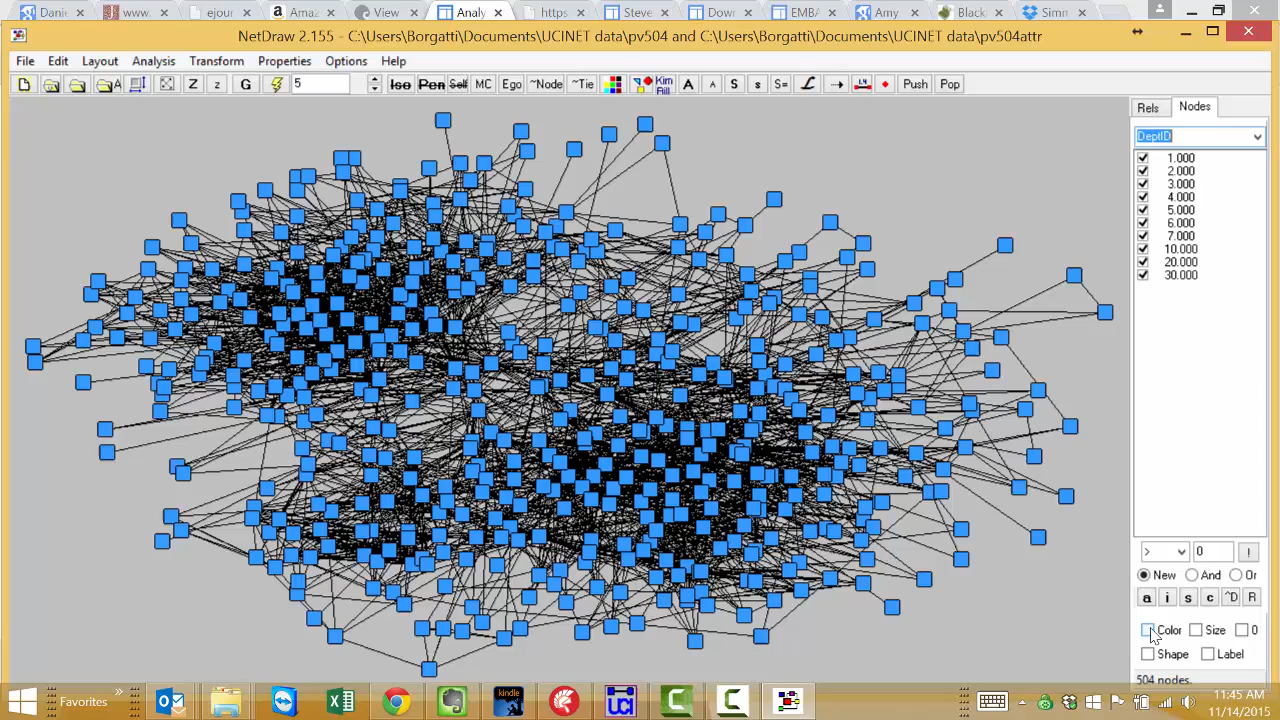 Danie
www.
ejour
Amaz
View
Analy
https
Steve
Dow
EMBA
Amy
Black
Simm
NetDraw 2.155 - C:\Users\Borgatti\Documents\UCINET data\pv504 and C:\Users\Borgatti\Documents\UCINET data\pv504attr
File Edit Layout Analysis Transform Properties Options Help
A Z z G 5 Iso Pen Self MC Ego ~Node ~Tie Kim Fill A A S s S= L Push Pop
Rels Nodes
DeptID
1.000
2.000
3.000
4.000
5.000
6.000
7.000
10.000
20.000
30.000
> 0 !
New And Or
a i s c ^D R
Color Size 0
Shape Label
504 nodes.
Favorites
kindle
uci
11:45 AM
11/14/2015